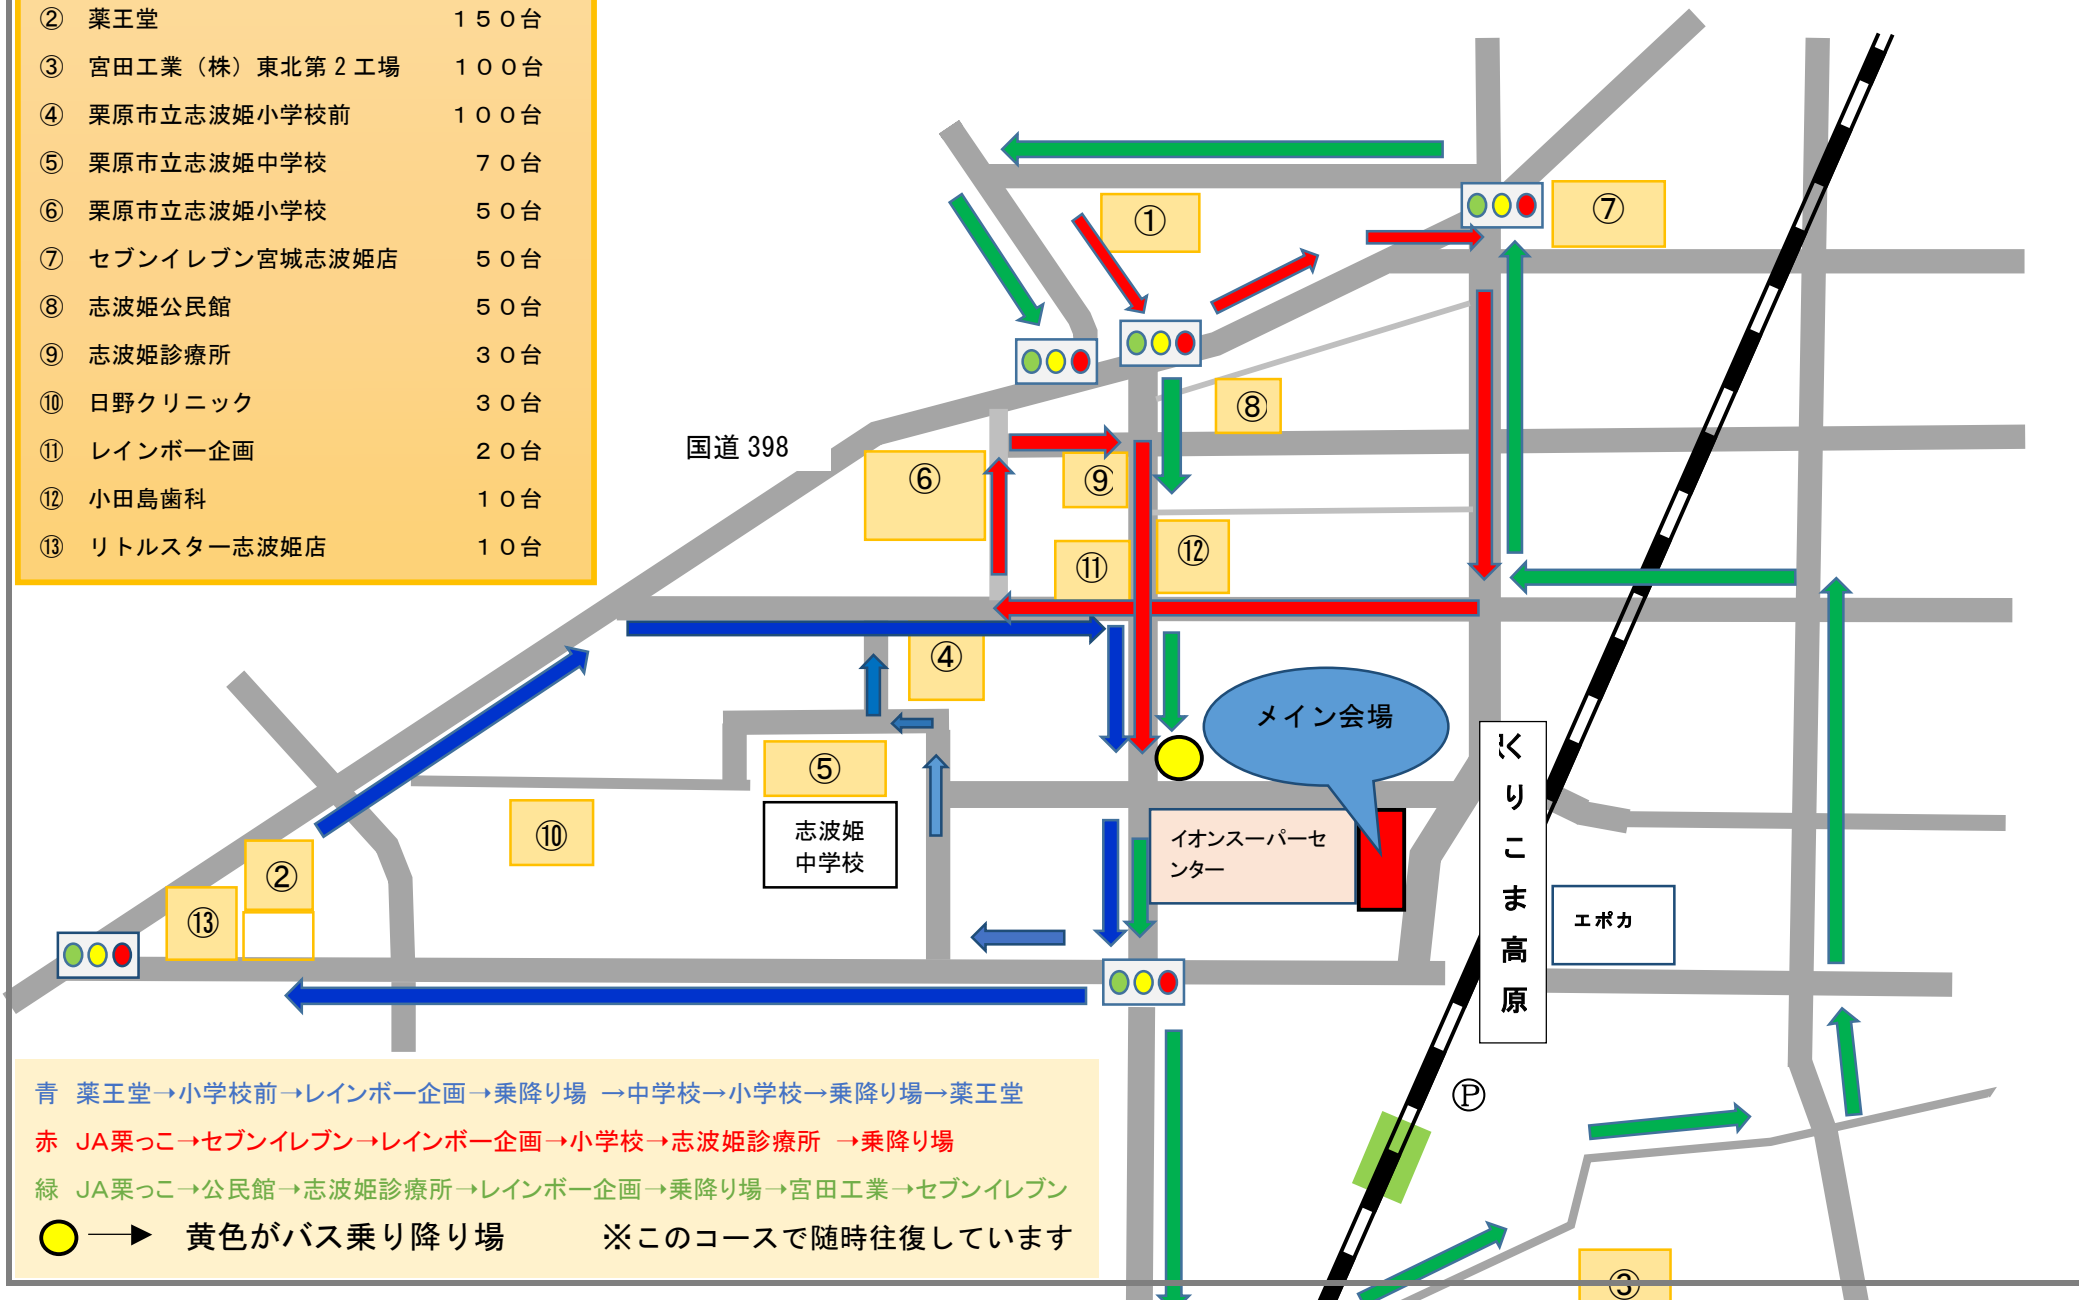 ② 薬王堂 １５０台
③ 宮田工業（株）東北第２工場 １００台
④ 栗原市立志波姫小学校前 １００台
⑤ 栗原市立志波姫中学校 ７０台
⑥ 栗原市立志波姫小学校 ５０台
⑦ セブンイレブン宮城志波姫店 ５０台
⑧ 志波姫公民館 ５０台
⑨ 志波姫診療所 ３０台
⑩ 日野クリニック ３０台
⑪ レインボー企画 ２０台
⑫ 小田島歯科 １０台
⑬ リトルスター志波姫店 １０台
①
⑦
⑧
国道 398
⑥
⑨
⑫
⑪
④
メイン会場
⑤
⑩
志波姫
中学校
イオンスーパーセ
ンター
くりこま高原
②
⑬
エポカ
Ⓟ
③
青 薬王堂→小学校前→レインボー企画→乗降り場 →中学校→小学校→乗降り場→薬王堂
赤 JA栗っこ→セブンイレブン→レインボー企画→小学校→志波姫診療所 →乗降り場
緑 JA栗っこ→公民館→志波姫診療所→レインボー企画→乗降り場→宮田工業→セブンイレブン
黄色がバス乗り降り場 ※このコースで随時往復しています